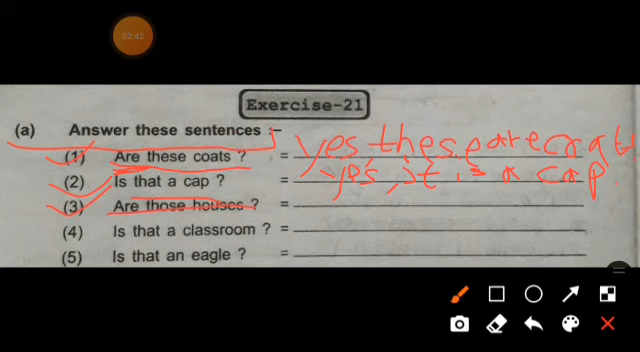 02:42
Exercise-21
(a) Answer these sentences :-
(1) Are these coats ? = yes, these are coat
(2) Is that a cap ? = yes, it is a cap.
(3) Are those houses ? =
(4) Is that a classroom ? =
(5) Is that an eagle ? =